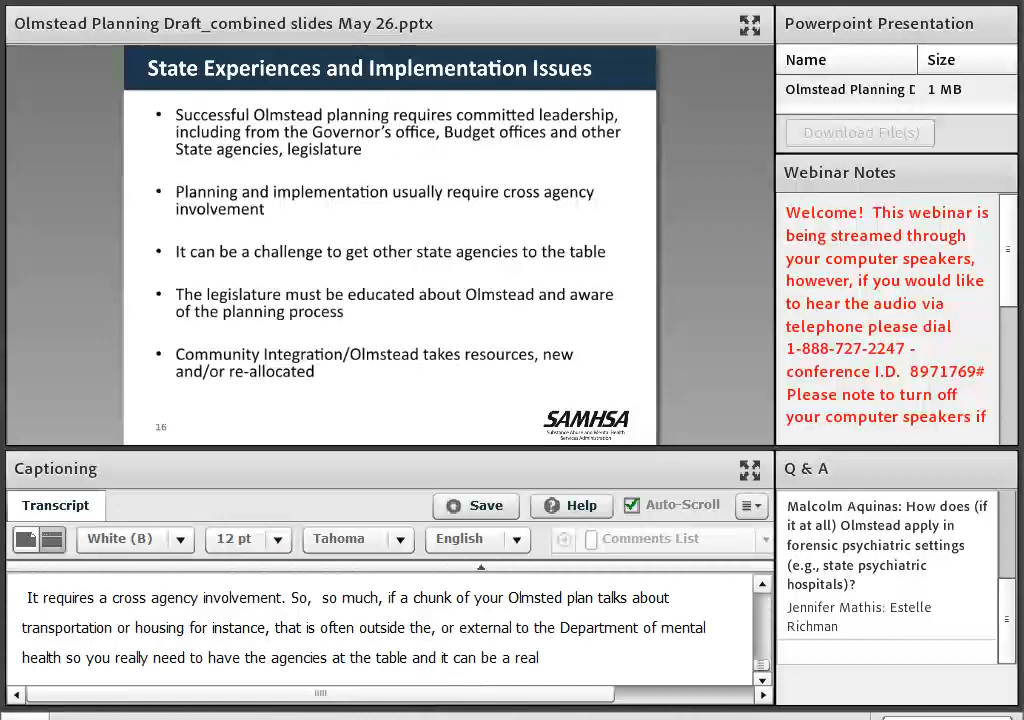 Olmstead Planning Draft_combined slides May 26.pptx
State Experiences and Implementation Issues
• Successful Olmstead planning requires committed leadership,
including from the Governor's office, Budget offices and other
State agencies, legislature
• Planning and implementation usually require cross agency
involvement
• It can be a challenge to get other state agencies to the table
• The legislature must be educated about Olmstead and aware
of the planning process
• Community Integration/Olmstead takes resources, new
and/or re-allocated
16
SAMHSA
Substance Abuse and Mental Health
Services Administration
Powerpoint Presentation
Name Size
Olmstead Planning D 1 MB
Download File(s)
Webinar Notes
Welcome! This webinar is
being streamed through
your computer speakers,
however, if you would like
to hear the audio via
telephone please dial
1-888-727-2247 -
conference I.D. 8971769#
Please note to turn off
your computer speakers if
Captioning
Transcript Save Help Auto-Scroll
White (B) 12 pt Tahoma English Comments List
It requires a cross agency involvement. So, so much, if a chunk of your Olmsted plan talks about
transportation or housing for instance, that is often outside the, or external to the Department of mental
health so you really need to have the agencies at the table and it can be a real
Q & A
Malcolm Aquinas: How does (if
it at all) Olmstead apply in
forensic psychiatric settings
(e.g., state psychiatric
hospitals)?
Jennifer Mathis: Estelle
Richman